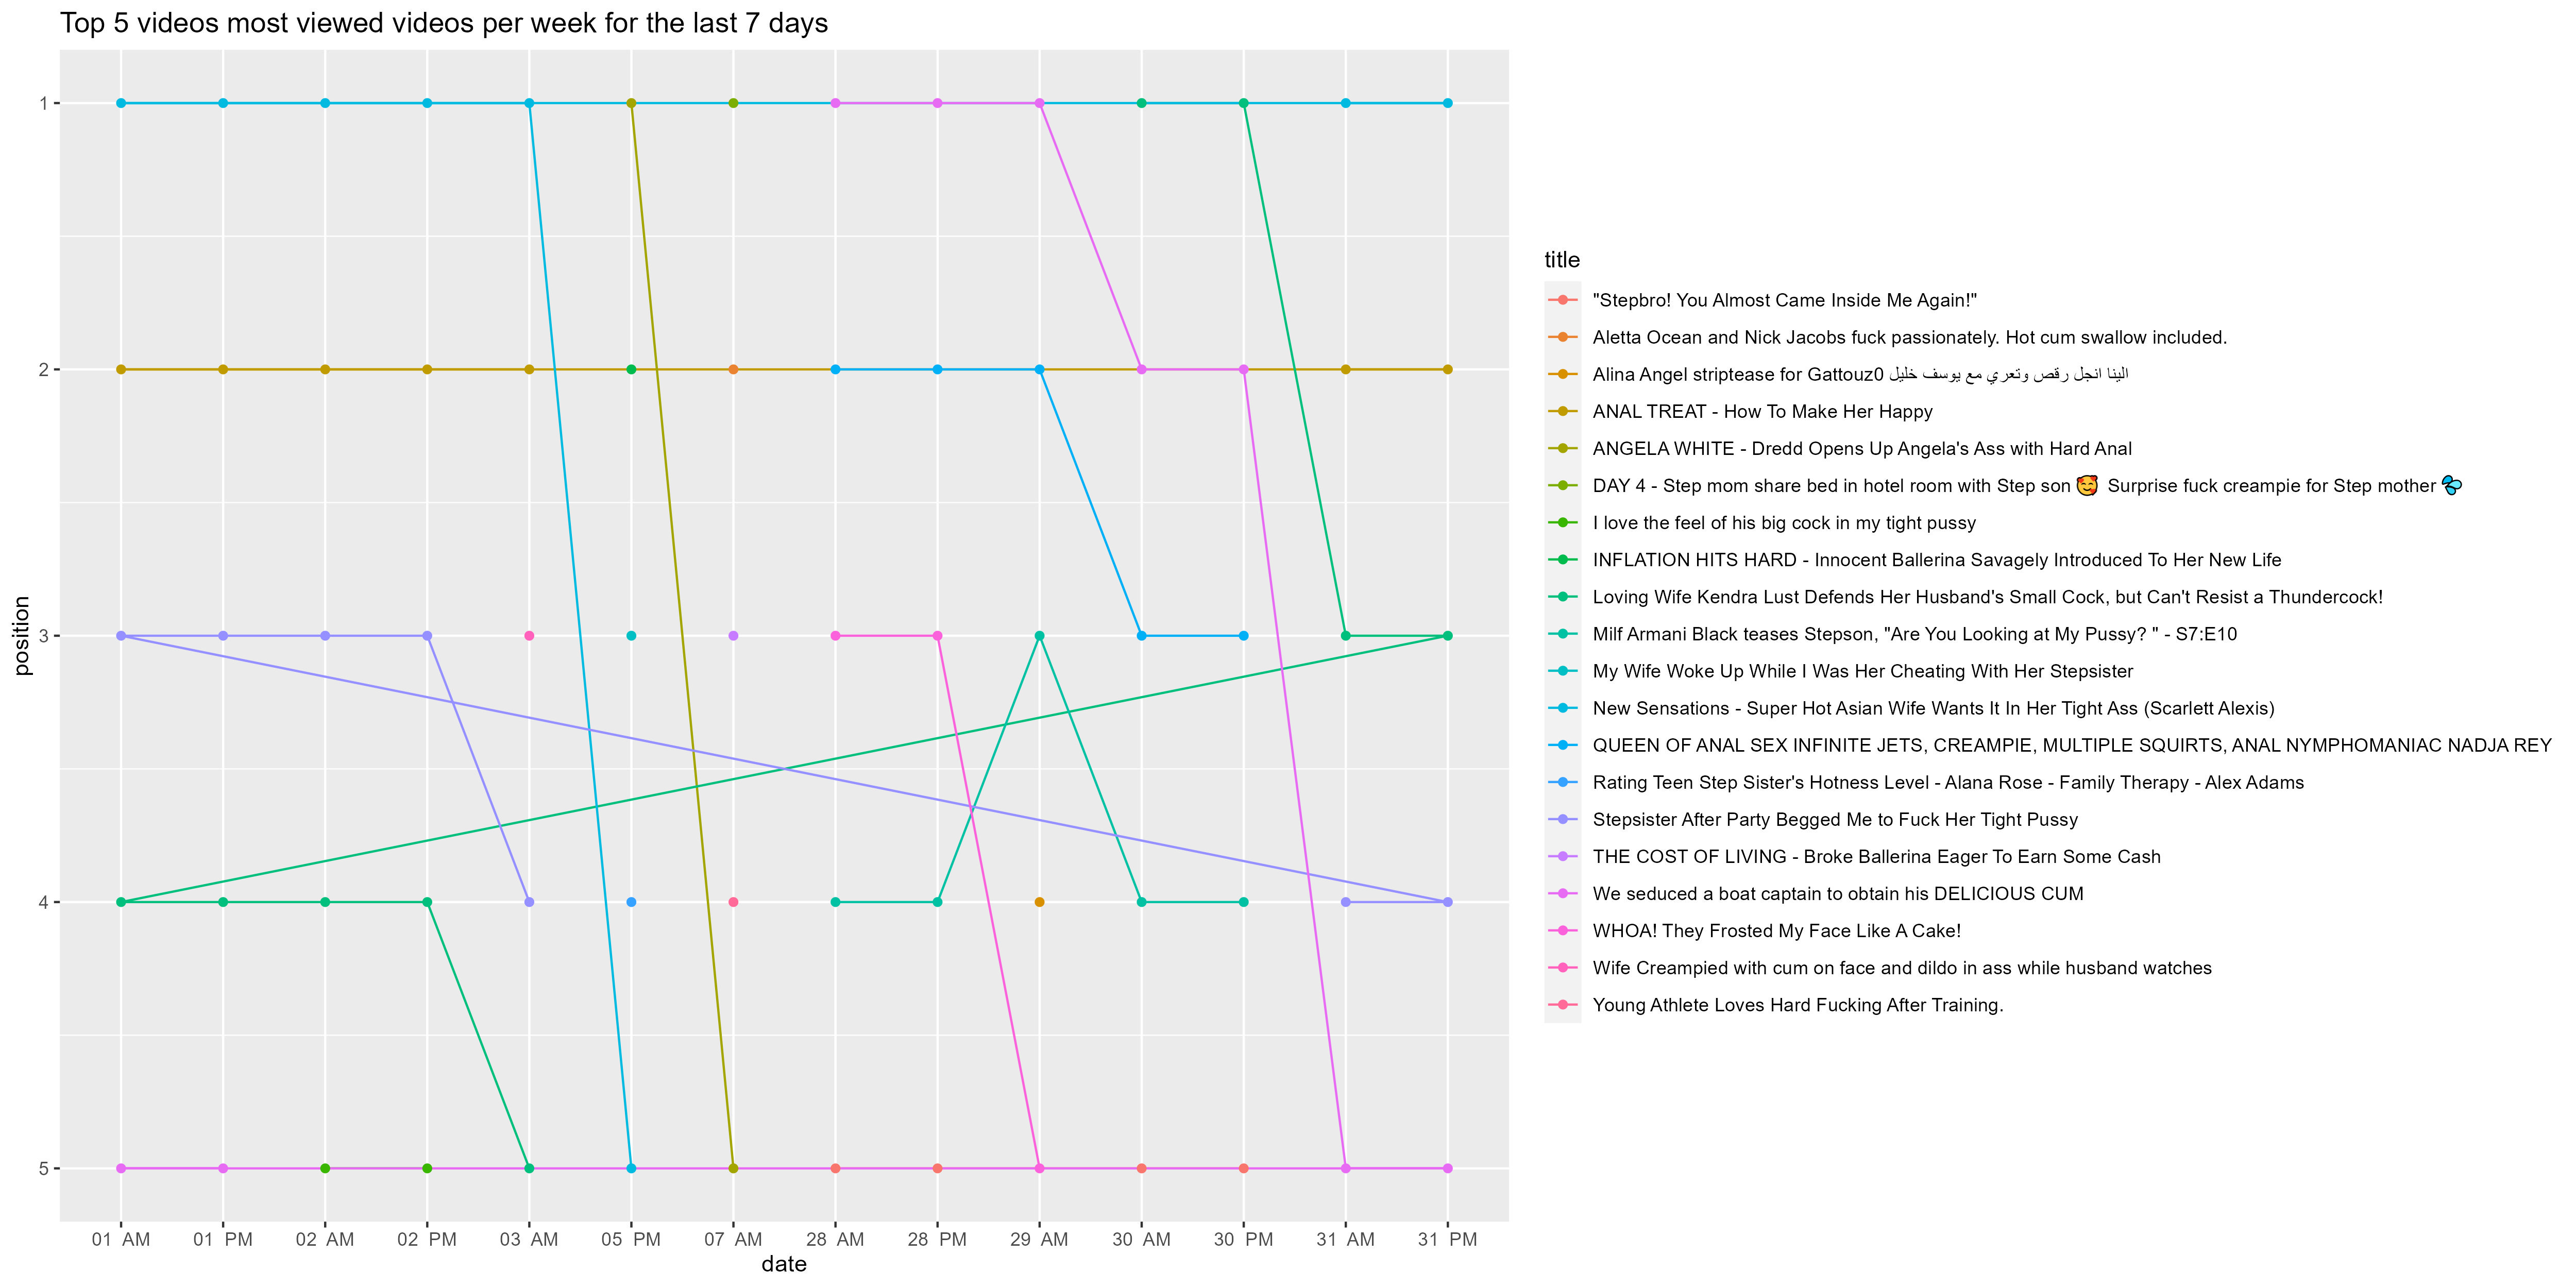 Top 5 videos most viewed videos per week for the last 7 days
position
1
2
3
4
5
01 AM 01 PM 02 AM 02 PM 03 AM 05 PM 07 AM 28 AM 28 PM 29 AM 30 AM 30 PM 31 AM 31 PM
date
title
"Stepbro! You Almost Came Inside Me Again!"
Aletta Ocean and Nick Jacobs fuck passionately. Hot cum swallow included.
Alina Angel striptease for Gattouz0 الينا انجل رقص وتعري مع يوسف خليل
ANAL TREAT - How To Make Her Happy
ANGELA WHITE - Dredd Opens Up Angela's Ass with Hard Anal
DAY 4 - Step mom share bed in hotel room with Step son 🥰 Surprise fuck creampie for Step mother 💦
I love the feel of his big cock in my tight pussy
INFLATION HITS HARD - Innocent Ballerina Savagely Introduced To Her New Life
Loving Wife Kendra Lust Defends Her Husband's Small Cock, but Can't Resist a Thundercock!
Milf Armani Black teases Stepson, "Are You Looking at My Pussy? " - S7:E10
My Wife Woke Up While I Was Her Cheating With Her Stepsister
New Sensations - Super Hot Asian Wife Wants It In Her Tight Ass (Scarlett Alexis)
QUEEN OF ANAL SEX INFINITE JETS, CREAMPIE, MULTIPLE SQUIRTS, ANAL NYMPHOMANIAC NADJA REY
Rating Teen Step Sister's Hotness Level - Alana Rose - Family Therapy - Alex Adams
Stepsister After Party Begged Me to Fuck Her Tight Pussy
THE COST OF LIVING - Broke Ballerina Eager To Earn Some Cash
We seduced a boat captain to obtain his DELICIOUS CUM
WHOA! They Frosted My Face Like A Cake!
Wife Creampied with cum on face and dildo in ass while husband watches
Young Athlete Loves Hard Fucking After Training.